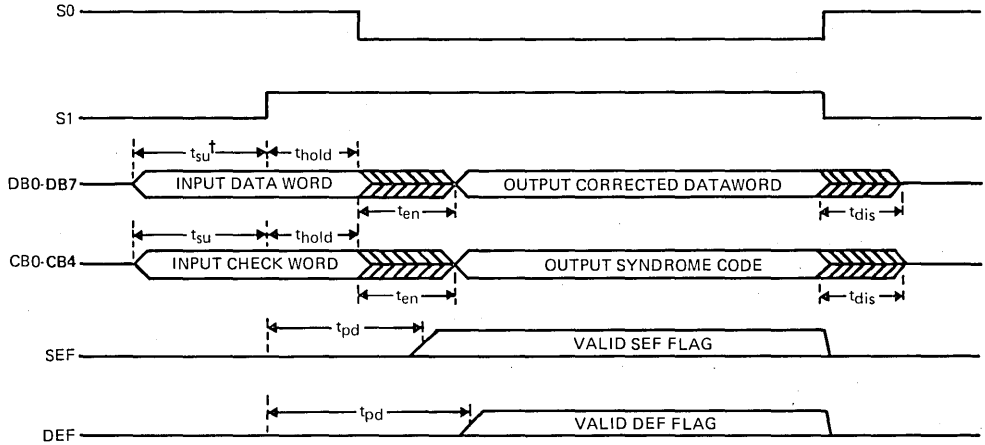 S0
S1
tsu† thold
DB0-DB7 INPUT DATA WORD OUTPUT CORRECTED DATAWORD
ten tdis
tsu thold
CB0-CB4 INPUT CHECK WORD OUTPUT SYNDROME CODE
ten tdis
tpd
SEF VALID SEF FLAG
tpd
DEF VALID DEF FLAG